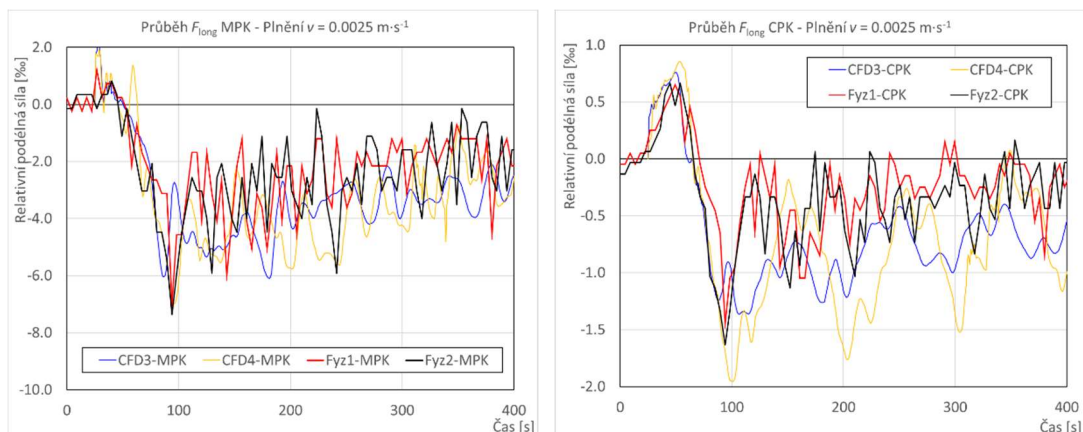 Průběh Flong MPK - Plnění v = 0.0025 m·s-1
Relativní podélná síla [‰]
2.0
0.0
-2.0
-4.0
-6.0
-8.0
-10.0
CFD3-MPK CFD4-MPK Fyz1-MPK Fyz2-MPK
0 100 200 300 400
Čas [s]
Průběh Flong CPK - Plnění v = 0.0025 m·s-1
Relativní podélná síla [‰]
1.0
0.5
0.0
-0.5
-1.0
-1.5
-2.0
CFD3-CPK CFD4-CPK
Fyz1-CPK Fyz2-CPK
0 100 200 300 400
Čas [s]